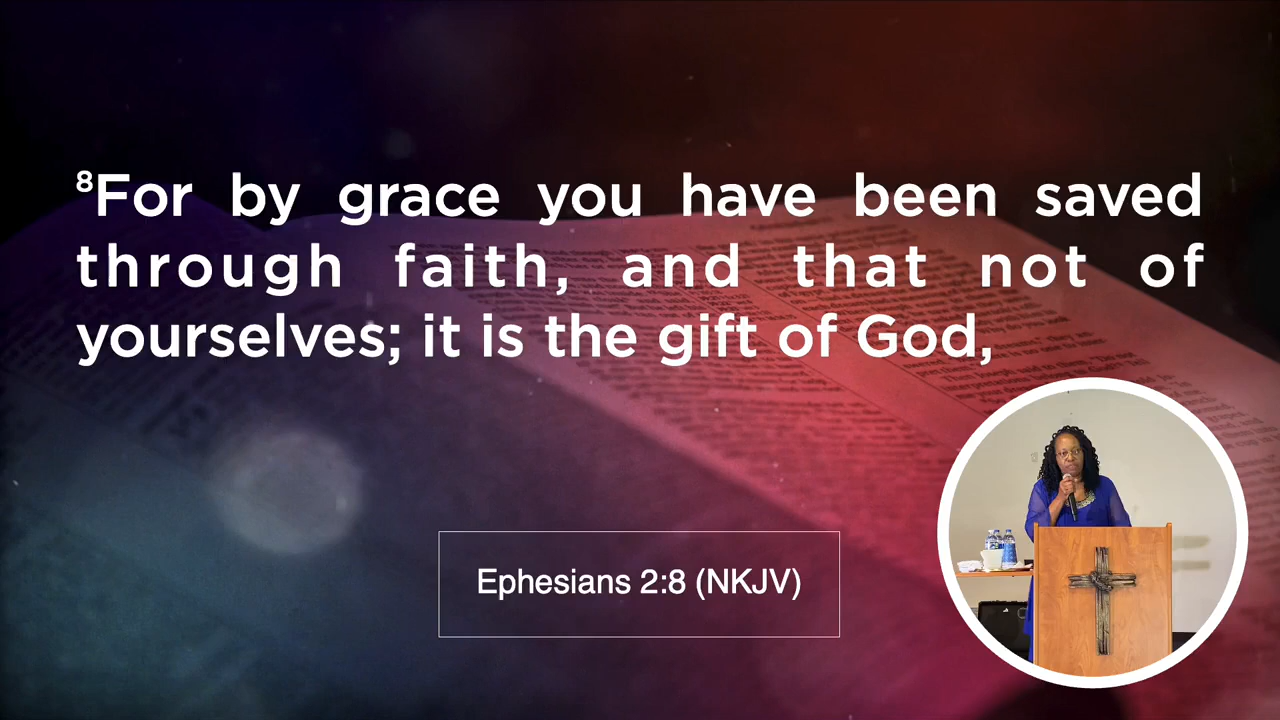 ⁸For by grace you have been saved
through faith, and that not of
yourselves; it is the gift of God,
Ephesians 2:8 (NKJV)